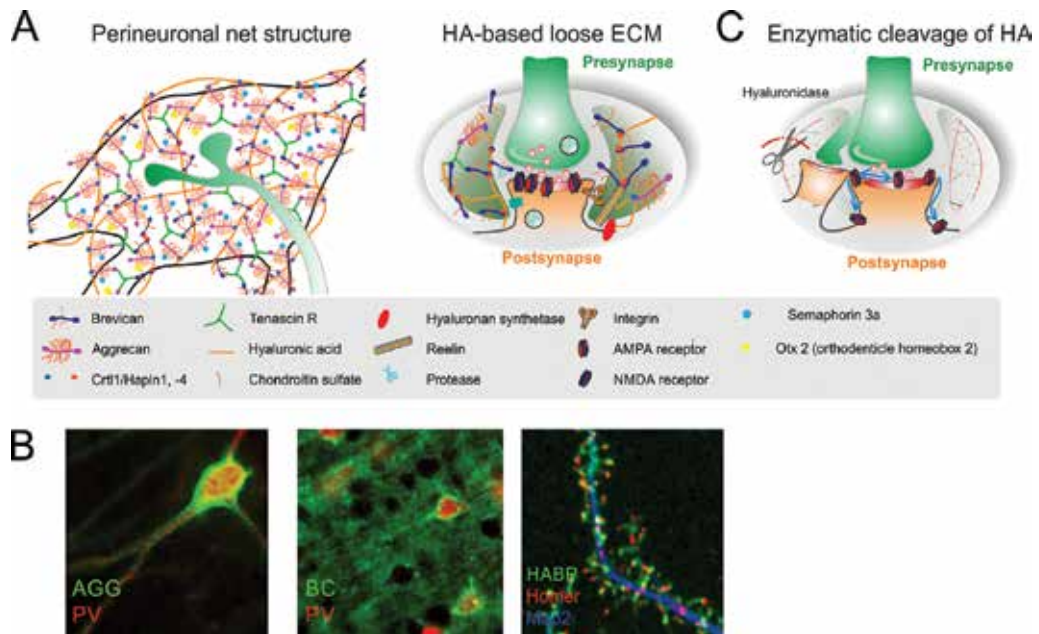 A
Perineuronal net structure
HA-based loose ECM
Presynapse
Postsynapse
C
Enzymatic cleavage of HA
Presynapse
Hyaluronidase
Postsynapse
Brevican
Tenascin R
Hyaluronan synthetase
Integrin
Semaphorin 3a
Aggrecan
Hyaluronic acid
Reelin
AMPA receptor
Otx 2 (orthodenticle homeobox 2)
Crtl1/Hapln1, -4
Chondroitin sulfate
Protease
NMDA receptor
B
AGG
PV
BC
PV
HABP
Homer
Map2